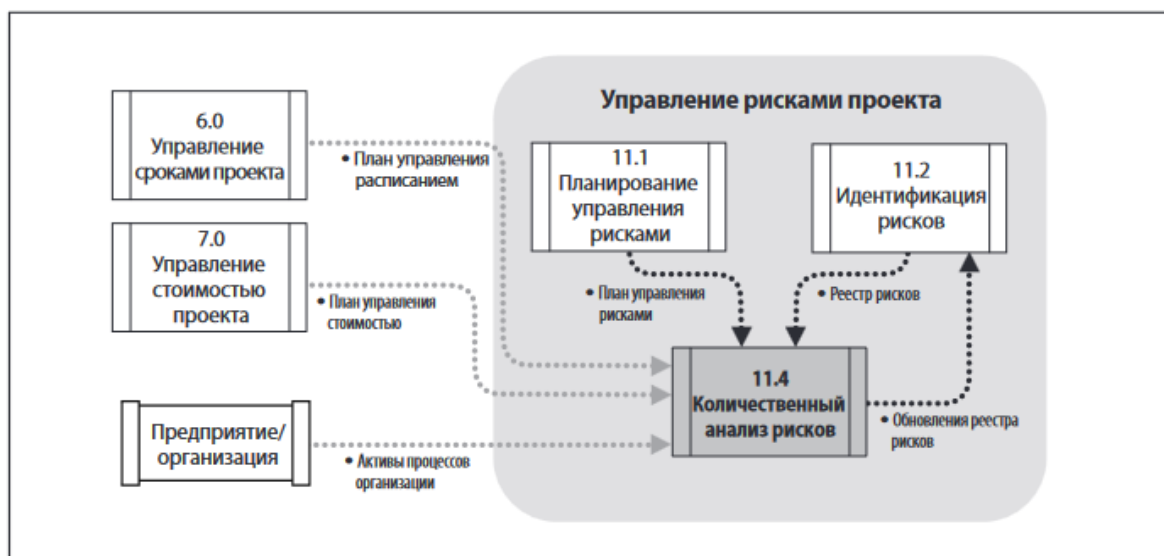 Управление рисками проекта
6.0
Управление
сроками проекта
• План управления
расписанием
11.1
Планирование
управления
рисками
11.2
Идентификация
рисков
7.0
Управление
стоимостью
проекта
• План управления
стоимостью
• План управления
рисками
• Реестр рисков
11.4
Количественный
анализ рисков
• Обновления реестра
рисков
Предприятие/
организация
• Активы процессов
организации